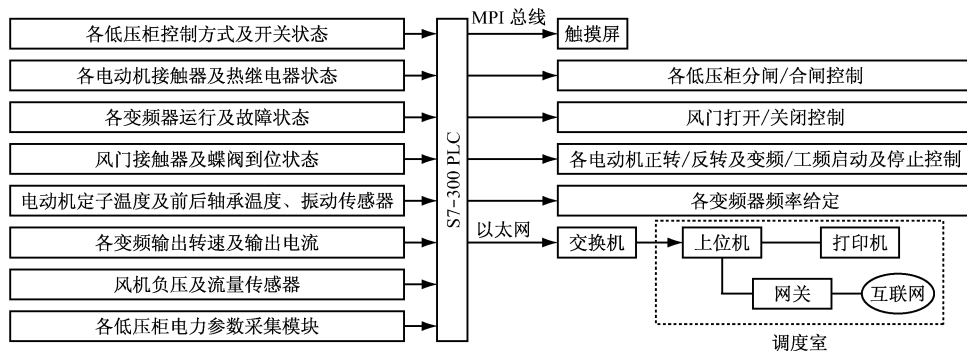 各低压柜控制方式及开关状态
各电动机接触器及热继电器状态
各变频器运行及故障状态
风门接触器及蝶阀到位状态
电动机定子温度及前后轴承温度、振动传感器
各变频输出转速及输出电流
风机负压及流量传感器
各低压柜电力参数采集模块
S7-300 PLC
MPI 总线
触摸屏
各低压柜分闸/合闸控制
风门打开/关闭控制
各电动机正转/反转及变频/工频启动及停止控制
各变频器频率给定
以太网
交换机
上位机
打印机
网关
互联网
调度室